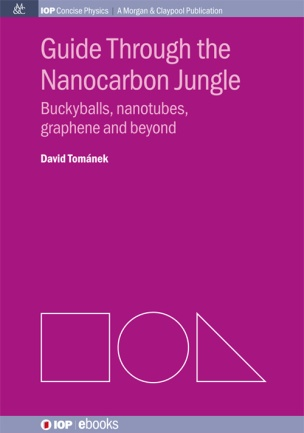 M&C IOP Concise Physics | A Morgan & Claypool Publication
Guide Through the
Nanocarbon Jungle
Buckyballs, nanotubes,
graphene and beyond
David Tománek
IOP | ebooks